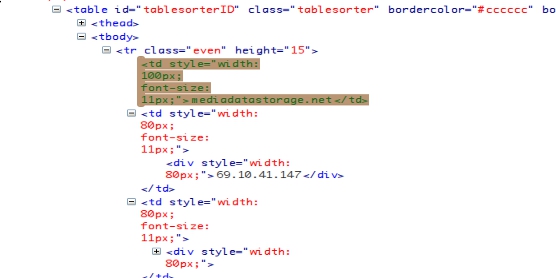 <table id="tablesorterID" class="tablesorter" bordercolor="#cccccc" bo
<thead>
<tbody>
<tr class="even" height="15">
<td style="width:
100px;
font-size:
11px;">mediadatastorage.net</td>
<td style="width:
80px;
font-size:
11px;">
<div style="width:
80px;">69.10.41.147</div>
</td>
<td style="width:
80px;
font-size:
11px;">
<div style="width:
80px;">
</td>